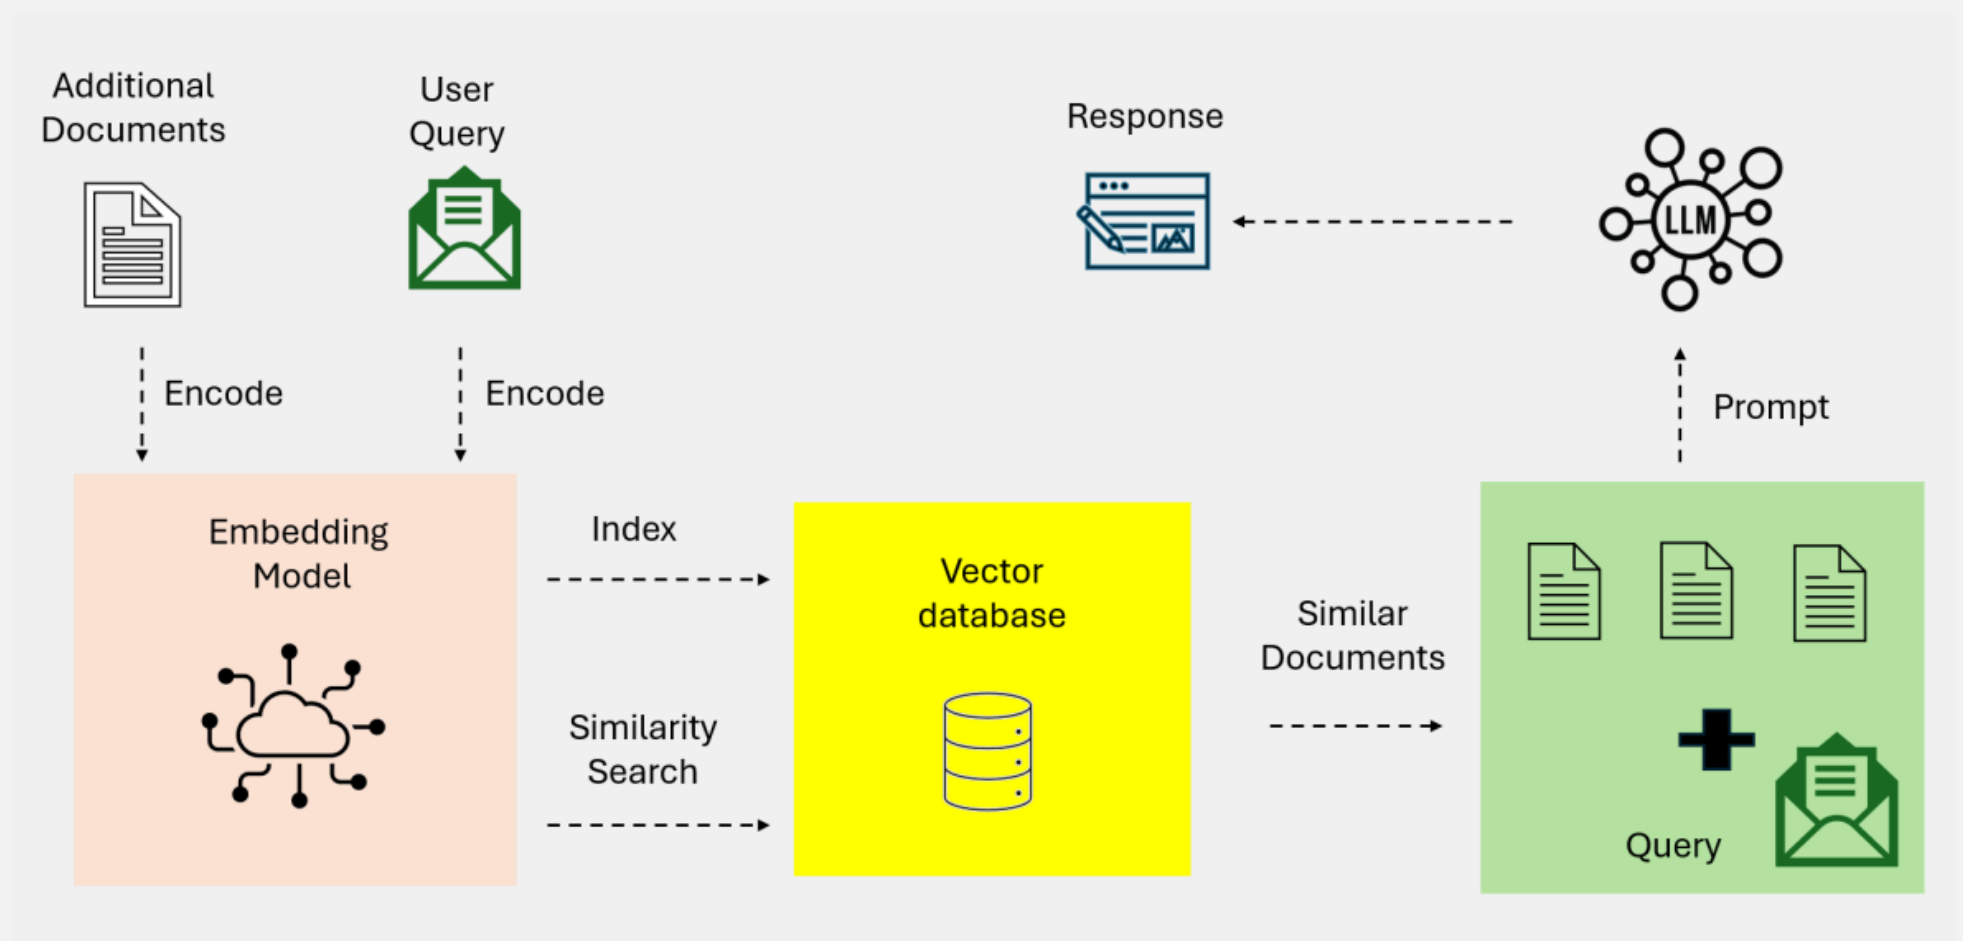 Additional
Documents
User
Query
Response
LLM
Encode
Encode
Prompt
Embedding
Model
Index
Vector
database
Similar
Documents
Similarity
Search
Query